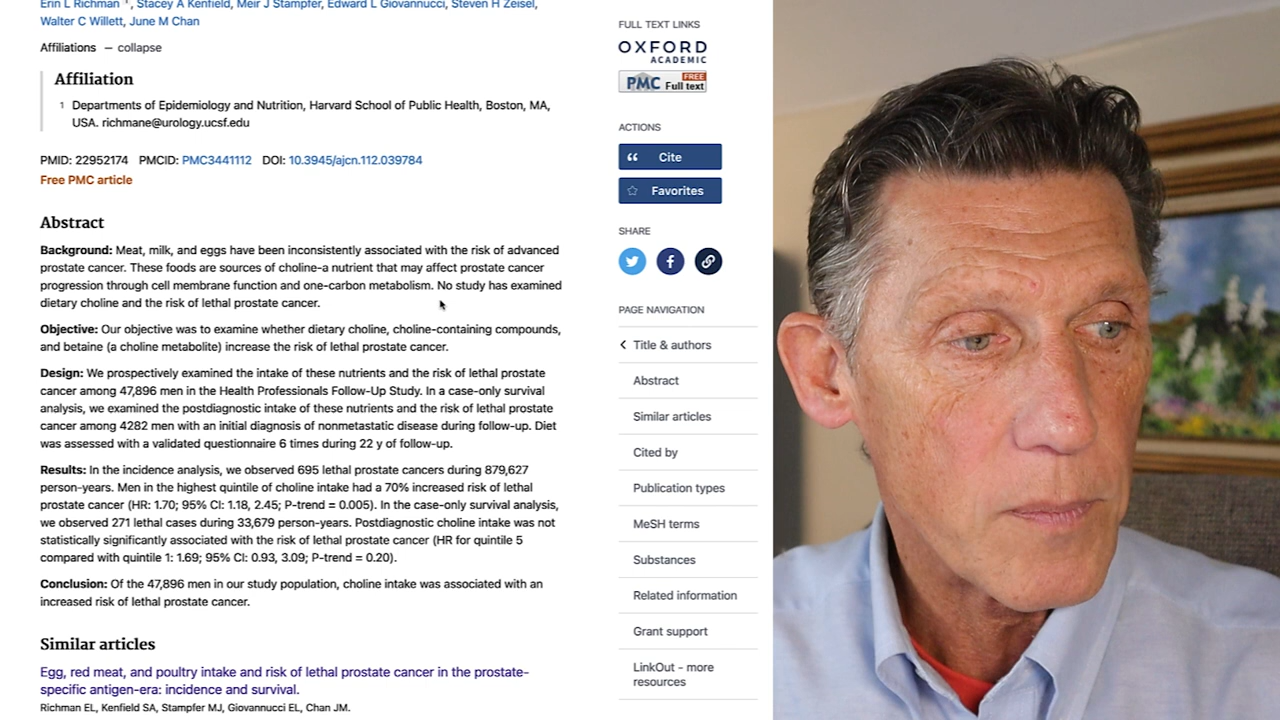 Erin L Richman 1, Stacey A Kenfield, Meir J Stampfer, Edward L Giovannucci, Steven H Zeisel,
Walter C Willett, June M Chan
Affiliations — collapse
Affiliation
1 Departments of Epidemiology and Nutrition, Harvard School of Public Health, Boston, MA,
USA. richmane@urology.ucsf.edu
PMID: 22952174 PMCID: PMC3441112 DOI: 10.3945/ajcn.112.039784
Free PMC article
Abstract
Background: Meat, milk, and eggs have been inconsistently associated with the risk of advanced
prostate cancer. These foods are sources of choline-a nutrient that may affect prostate cancer
progression through cell membrane function and one-carbon metabolism. No study has examined
dietary choline and the risk of lethal prostate cancer.
Objective: Our objective was to examine whether dietary choline, choline-containing compounds,
and betaine (a choline metabolite) increase the risk of lethal prostate cancer.
Design: We prospectively examined the intake of these nutrients and the risk of lethal prostate
cancer among 47,896 men in the Health Professionals Follow-Up Study. In a case-only survival
analysis, we examined the postdiagnostic intake of these nutrients and the risk of lethal prostate
cancer among 4282 men with an initial diagnosis of nonmetastatic disease during follow-up. Diet
was assessed with a validated questionnaire 6 times during 22 y of follow-up.
Results: In the incidence analysis, we observed 695 lethal prostate cancers during 879,627
person-years. Men in the highest quintile of choline intake had a 70% increased risk of lethal
prostate cancer (HR: 1.70; 95% CI: 1.18, 2.45; P-trend = 0.005). In the case-only survival analysis,
we observed 271 lethal cases during 33,679 person-years. Postdiagnostic choline intake was not
statistically significantly associated with the risk of lethal prostate cancer (HR for quintile 5
compared with quintile 1: 1.69; 95% CI: 0.93, 3.09; P-trend = 0.20).
Conclusion: Of the 47,896 men in our study population, choline intake was associated with an
increased risk of lethal prostate cancer.
Similar articles
Egg, red meat, and poultry intake and risk of lethal prostate cancer in the prostate-
specific antigen-era: incidence and survival.
Richman EL, Kenfield SA, Stampfer MJ, Giovannucci EL, Chan JM.
FULL TEXT LINKS
OXFORD
ACADEMIC
PMC FREE
Full text
ACTIONS
Cite
Favorites
SHARE
PAGE NAVIGATION
Title & authors
Abstract
Similar articles
Cited by
Publication types
MeSH terms
Substances
Related information
Grant support
LinkOut - more
resources